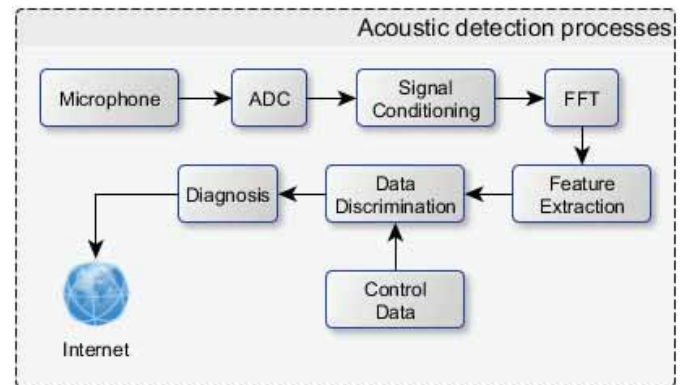 Acoustic detection processes
Microphone
ADC
Signal
Conditioning
FFT
Feature
Extraction
Data
Discrimination
Diagnosis
Control
Data
Internet